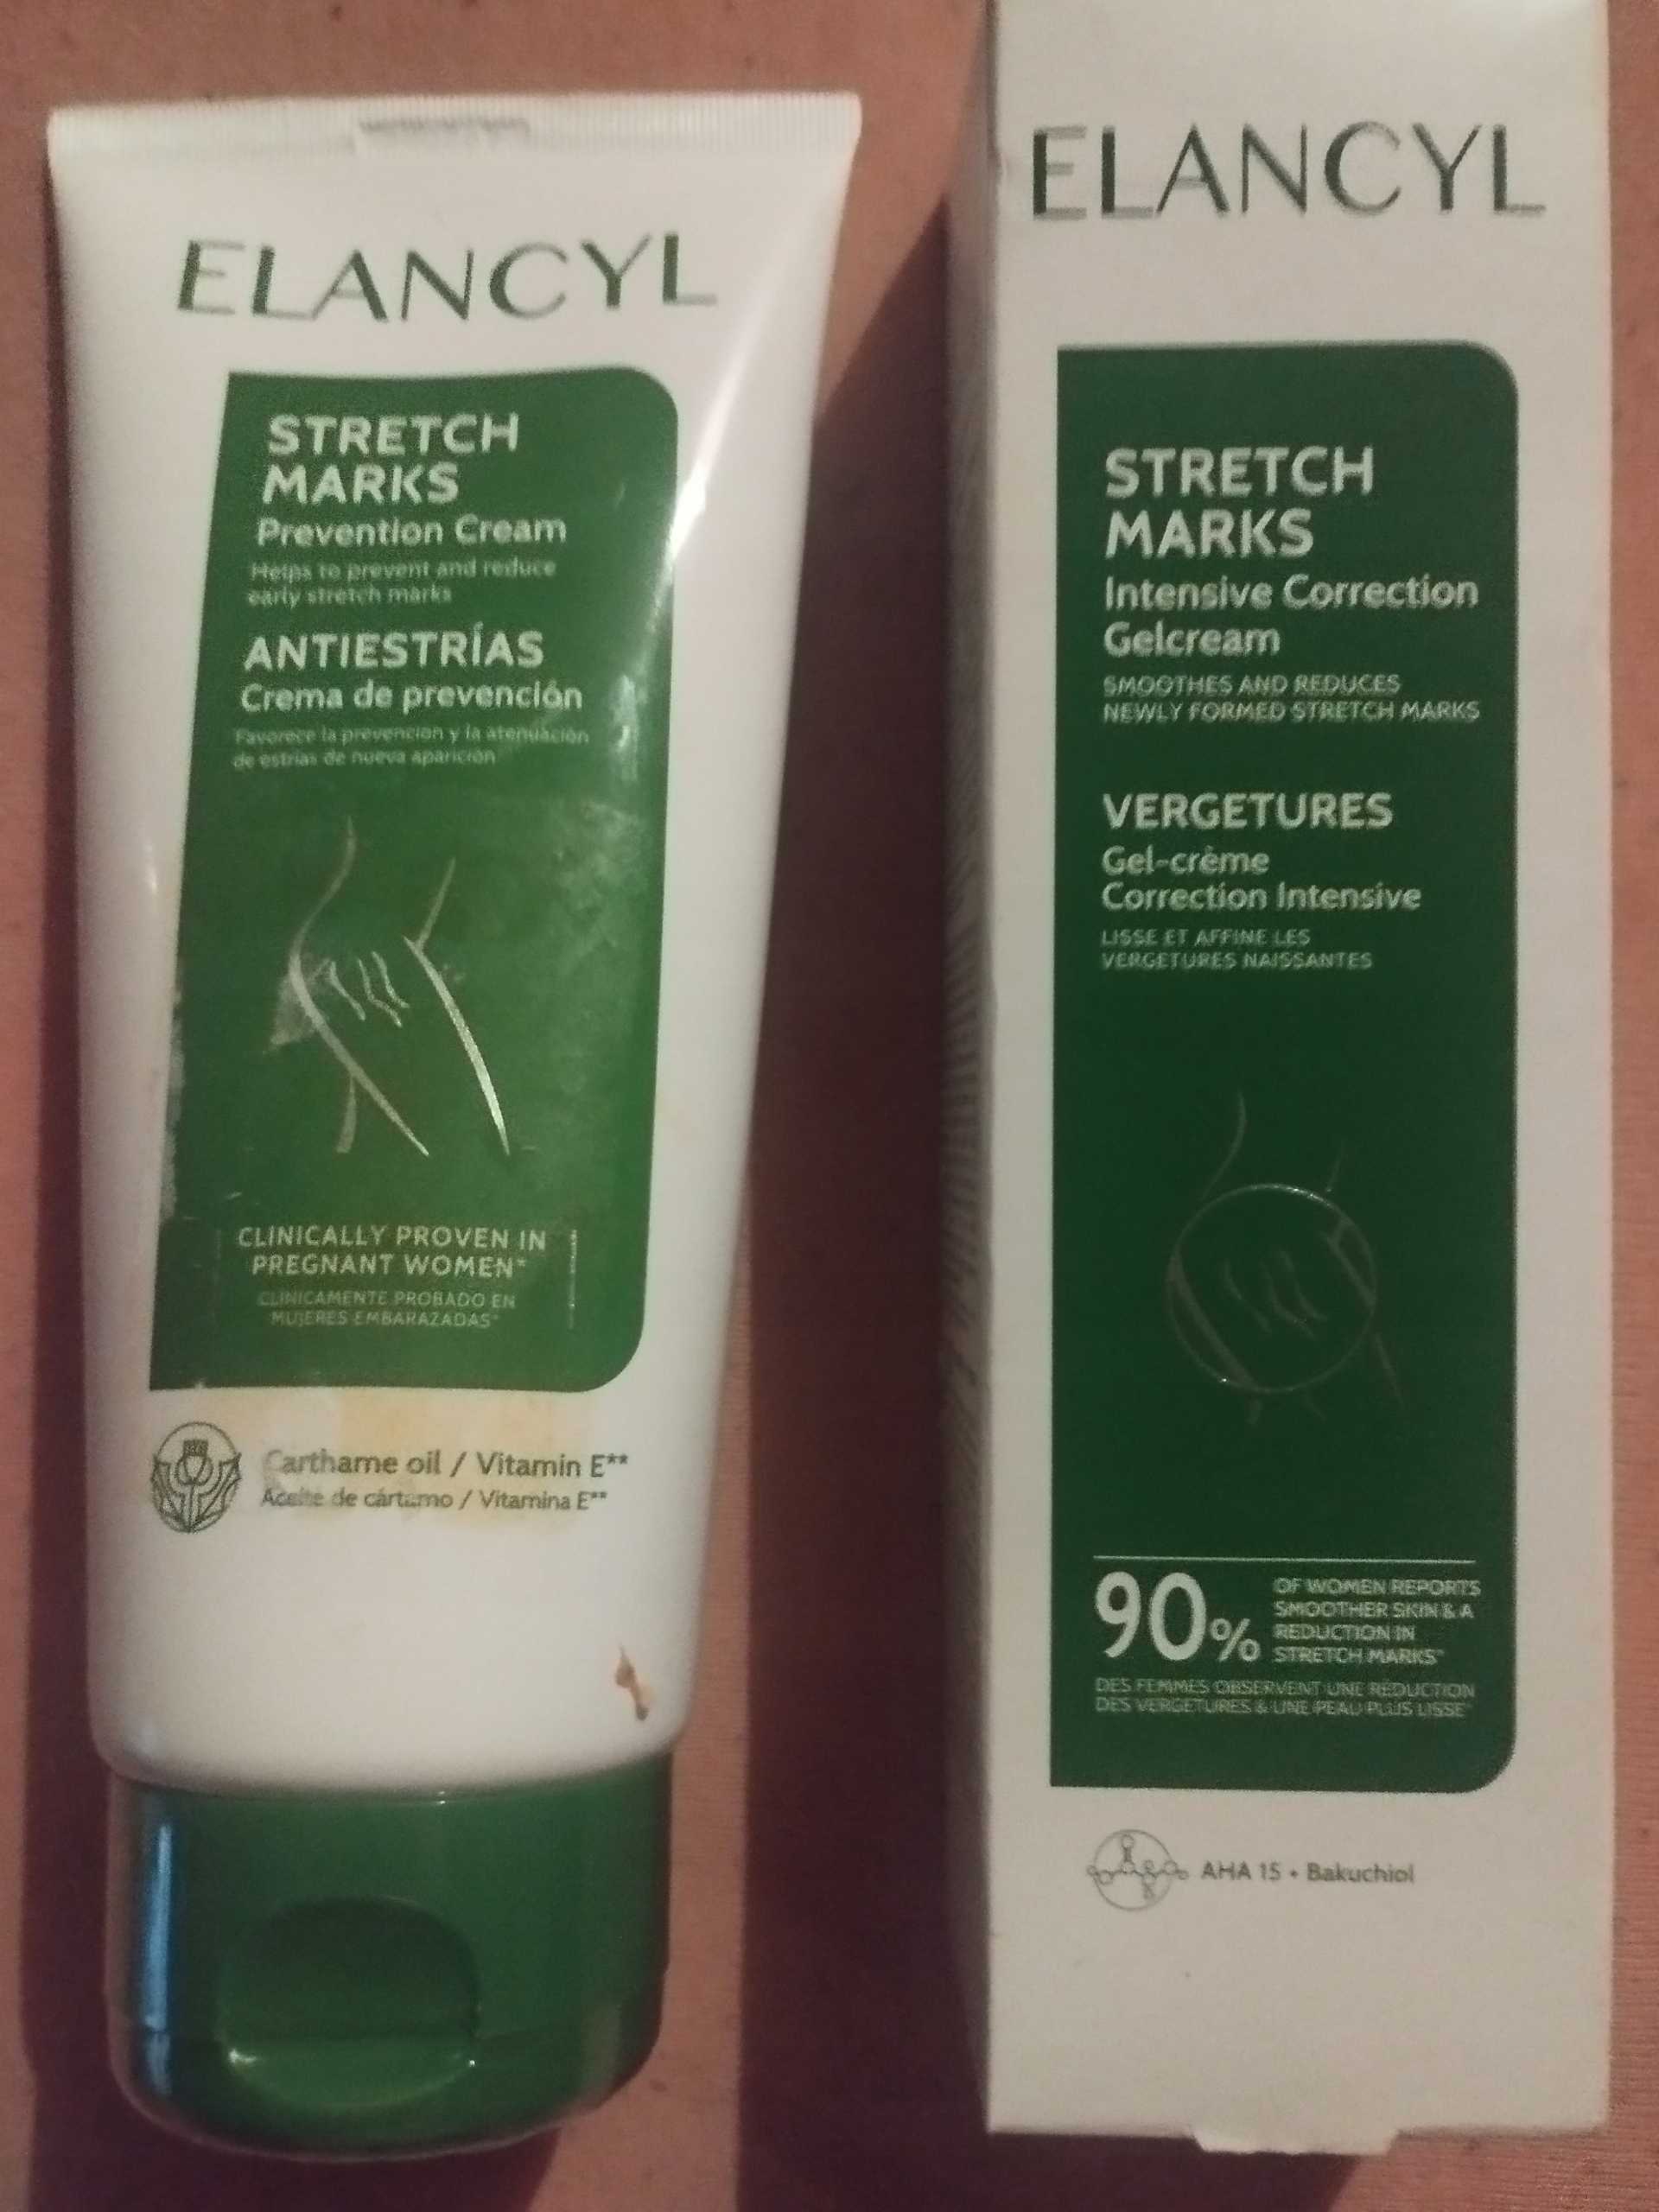 ELANCYL
STRETCH
MARKS
Prevention Cream
Helps to prevent and reduce
early stretch marks
ANTIESTRÍAS
Crema de prevención
Favorece la prevención y la atenuación
de estrías de nueva aparición
CLINICALLY PROVEN IN
PREGNANT WOMEN*
CLINICAMENTE PROBADO EN
MUJERES EMBARAZADAS*
Carthame oil / Vitamin E**
Aceite de cártamo / Vitamina E**
ELANCYL
STRETCH
MARKS
Intensive Correction
Gelcream
SMOOTHES AND REDUCES
NEWLY FORMED STRETCH MARKS
VERGETURES
Gel-crème
Correction Intensive
LISSE ET AFFINE LES
VERGETURES NAISSANTES
90%
OF WOMEN REPORTS
SMOOTHER SKIN & A
REDUCTION IN
STRETCH MARKS*
DES FEMMES OBSERVENT UNE RÉDUCTION
DES VERGETURES & UNE PEAU PLUS LISSE*
AHA 15 + Bakuchiol